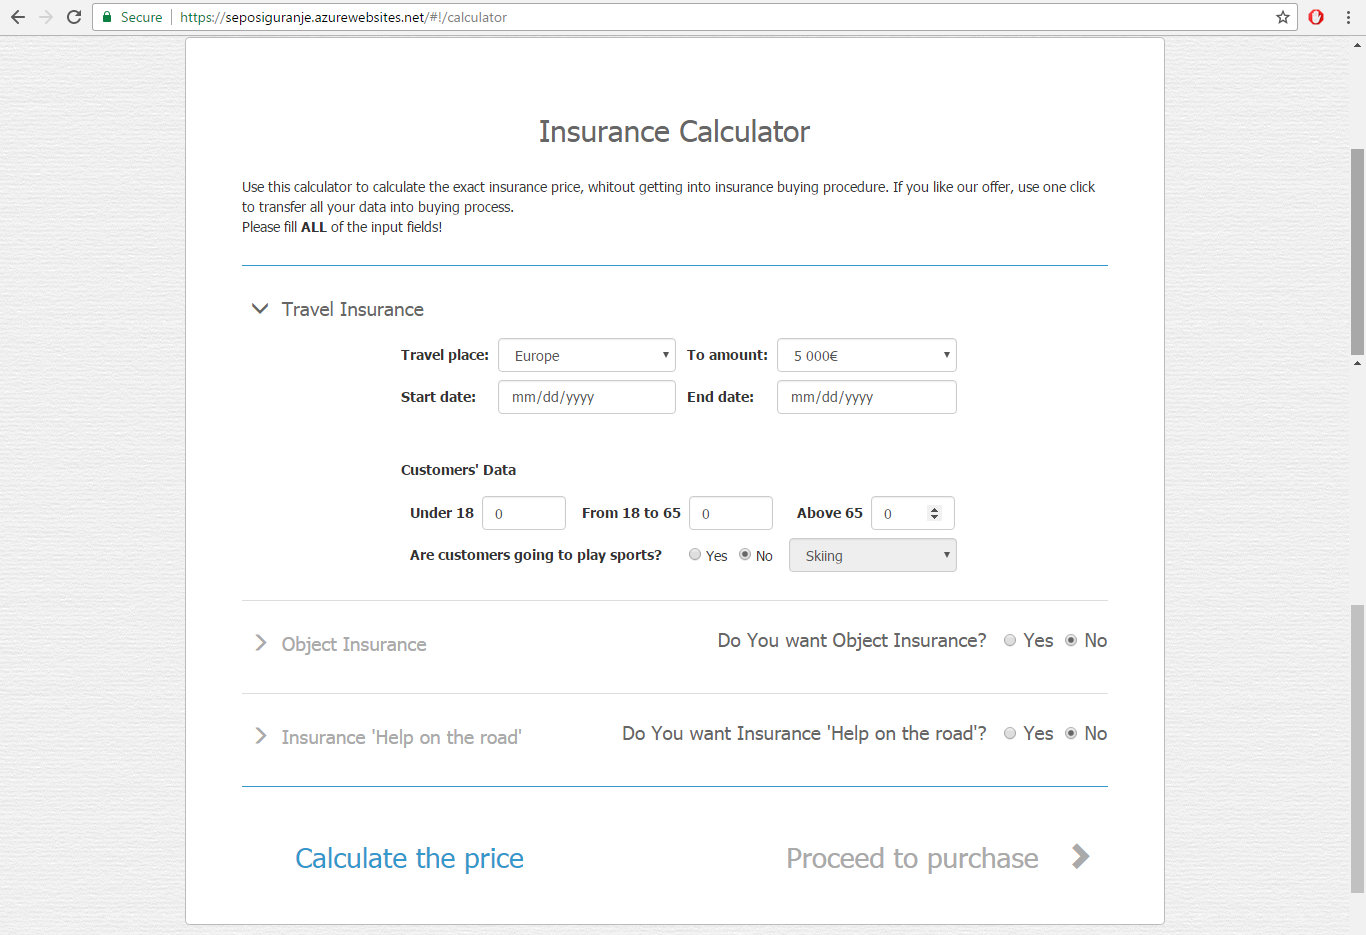 Secure https://seposiguranje.azurewebsites.net/#!/calculator
Insurance Calculator
Use this calculator to calculate the exact insurance price, whitout getting into insurance buying procedure. If you like our offer, use one click
to transfer all your data into buying process.
Please fill ALL of the input fields!
Travel Insurance
Travel place: Europe To amount: 5 000€
Start date: mm/dd/yyyy End date: mm/dd/yyyy
Customers' Data
Under 18 0 From 18 to 65 0 Above 65 0
Are customers going to play sports? Yes No Skiing
Object Insurance Do You want Object Insurance? Yes No
Insurance 'Help on the road' Do You want Insurance 'Help on the road'? Yes No
Calculate the price Proceed to purchase